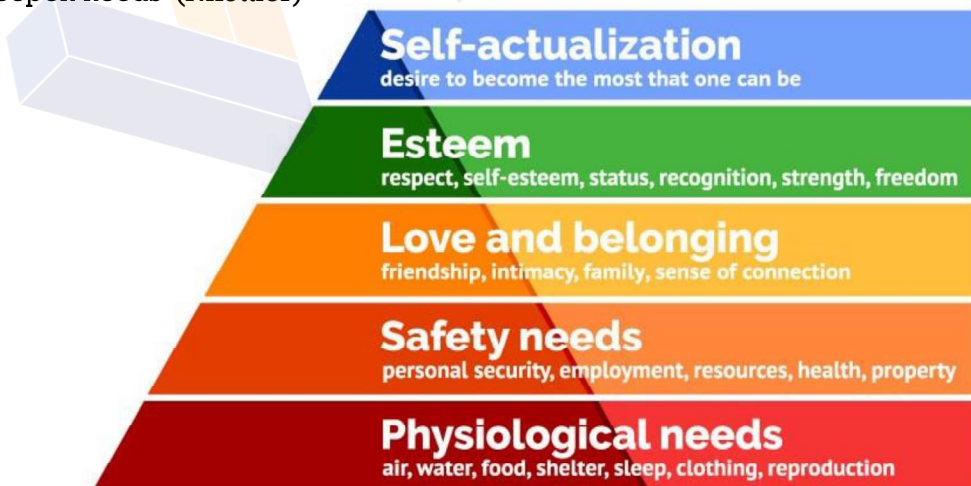 Self-actualization
desire to become the most that one can be
Esteem
respect, self-esteem, status, recognition, strength, freedom
Love and belonging
friendship, intimacy, family, sense of connection
Safety needs
personal security, employment, resources, health, property
Physiological needs
air, water, food, shelter, sleep, clothing, reproduction